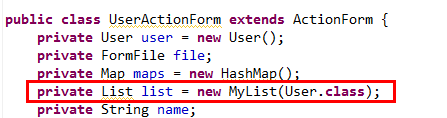 public class UserActionForm extends ActionForm {
private User user = new User();
private FormFile file;
private Map maps = new HashMap();
private List list = new MyList(User.class);
private String name;